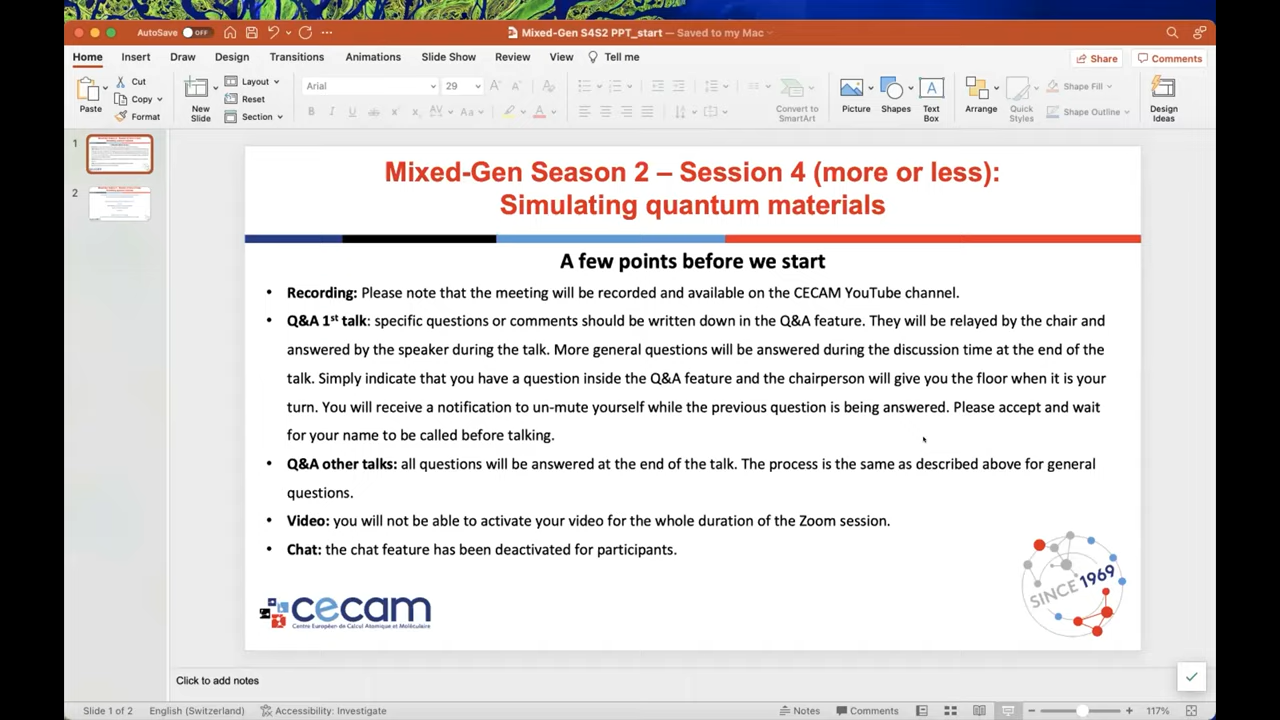 AutoSave OFF
Mixed-Gen S4S2 PPT_start — Saved to my Mac
Home Insert Draw Design Transitions Animations Slide Show Review View Tell me
Share Comments
Paste
Cut
Copy
Format
New Slide
Layout
Reset
Section
Arial 29
Convert to SmartArt
Picture
Shapes
Text Box
Arrange
Quick Styles
Shape Fill
Shape Outline
Design Ideas
1
2
Mixed-Gen Season 2 – Session 4 (more or less):
Simulating quantum materials
A few points before we start
• Recording: Please note that the meeting will be recorded and available on the CECAM YouTube channel.
• Q&A 1st talk: specific questions or comments should be written down in the Q&A feature. They will be relayed by the chair and
answered by the speaker during the talk. More general questions will be answered during the discussion time at the end of the
talk. Simply indicate that you have a question inside the Q&A feature and the chairperson will give you the floor when it is your
turn. You will receive a notification to un-mute yourself while the previous question is being answered. Please accept and wait
for your name to be called before talking.
• Q&A other talks: all questions will be answered at the end of the talk. The process is the same as described above for general
questions.
• Video: you will not be able to activate your video for the whole duration of the Zoom session.
• Chat: the chat feature has been deactivated for participants.
cecam
Centre Européen de Calcul Atomique et Moléculaire
SINCE 1969
Click to add notes
Slide 1 of 2 English (Switzerland) Accessibility: Investigate Notes Comments 117%